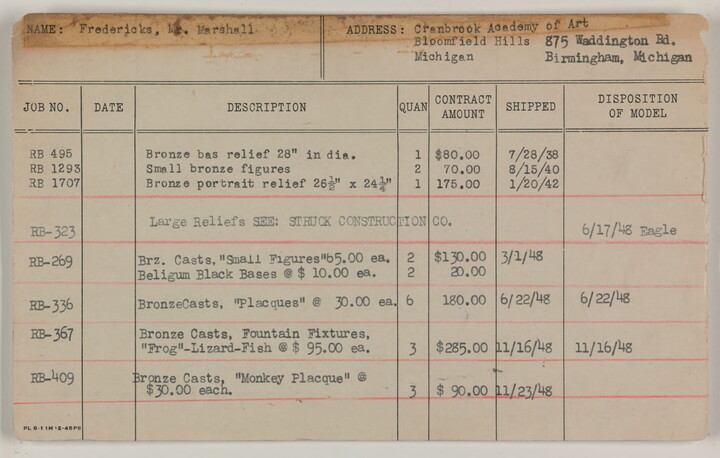 NAME: Fredericks, Mr. Marshall ADDRESS: Cranbrook Academy of Art
Bloomfield Hills 875 Waddington Rd.
Michigan Birmingham, Michigan
JOB NO. DATE DESCRIPTION QUAN CONTRACT AMOUNT SHIPPED DISPOSITION OF MODEL
RB 495 Bronze bas relief 28" in dia. 1 $80.00 7/28/38
RB 1293 Small bronze figures 2 70.00 8/15/40
RB 1707 Bronze portrait relief 26½" x 24¼" 1 175.00 1/20/42
Large Reliefs SEE: STRUCK CONSTRUCTION CO.
RB-323 6/17/48 Eagle
RB-269 Brz. Casts,"Small Figures"65.00 ea. 2 $130.00 3/1/48
Beligum Black Bases @ $ 10.00 ea. 2 20.00
RB-336 BronzeCasts, "Placques" @ 30.00 ea. 6 180.00 6/22/48 6/22/48
RB-367 Bronze Casts, Fountain Fixtures,
"Frog"-Lizard-Fish @ $ 95.00 ea. 3 $285.00 11/16/48 11/16/48
RB-409 Bronze Casts, "Monkey Placque" @
$30.00 each. 3 $ 90.00 11/23/48